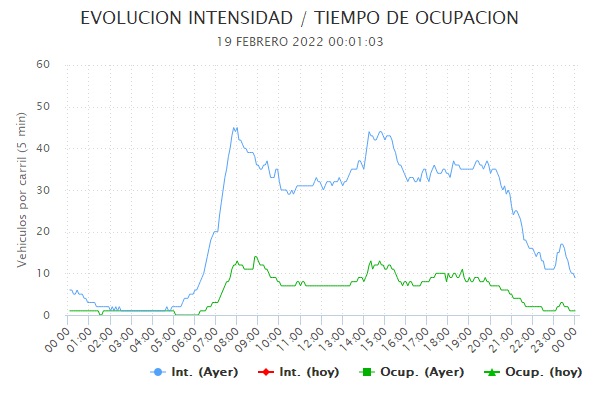 EVOLUCION INTENSIDAD / TIEMPO DE OCUPACION
19 FEBRERO 2022 00:01:03
Vehiculos por carril (5 min)
60
50
40
30
20
10
0
00:00 01:00 02:00 03:00 04:00 05:00 06:00 07:00 08:00 09:00 10:00 11:00 12:00 13:00 14:00 15:00 16:00 17:00 18:00 19:00 20:00 21:00 22:00 23:00 00:00
Int. (Ayer) Int. (hoy) Ocup. (Ayer) Ocup. (hoy)